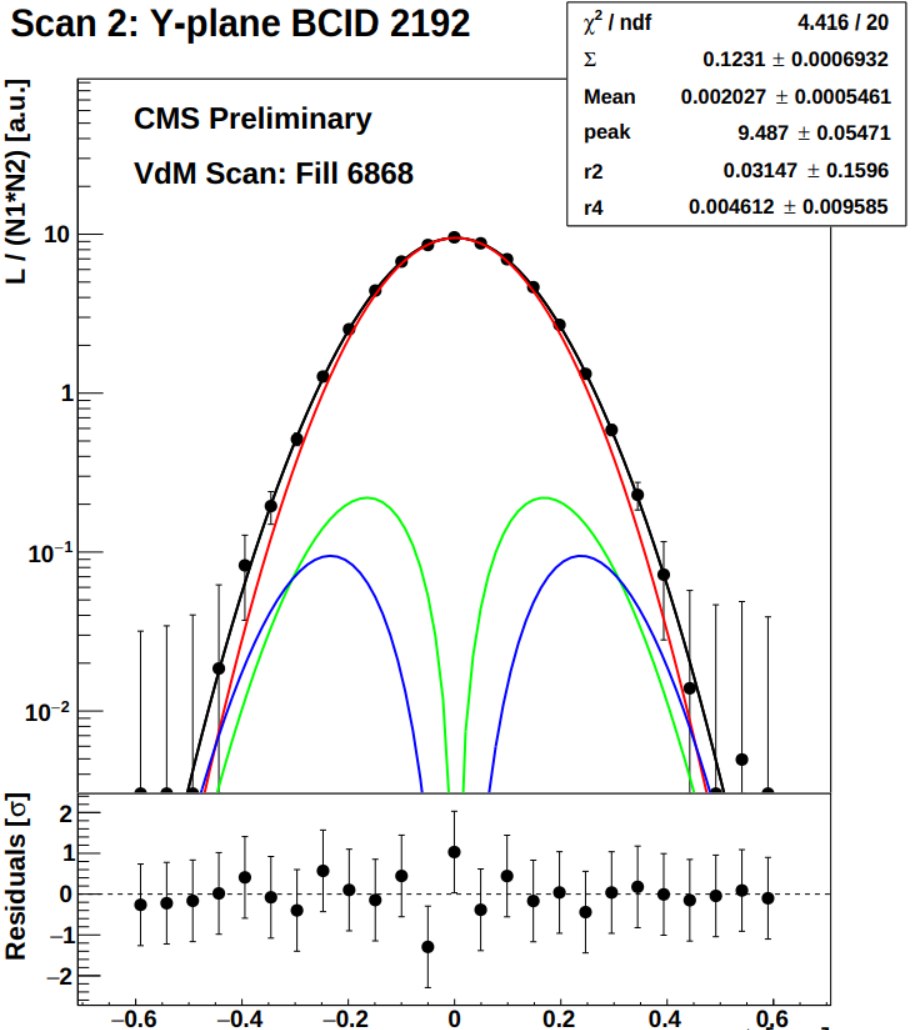 Scan 2: Y-plane BCID 2192
χ² / ndf 4.416 / 20
Σ 0.1231 ± 0.0006932
Mean 0.002027 ± 0.0005461
peak 9.487 ± 0.05471
r2 0.03147 ± 0.1596
r4 0.004612 ± 0.009585
L / (N1*N2) [a.u.]
CMS Preliminary
VdM Scan: Fill 6868
10
1
10⁻¹
10⁻²
Residuals [σ]
2
1
0
−1
−2
−0.6 −0.4 −0.2 0 0.2 0.4 0.6